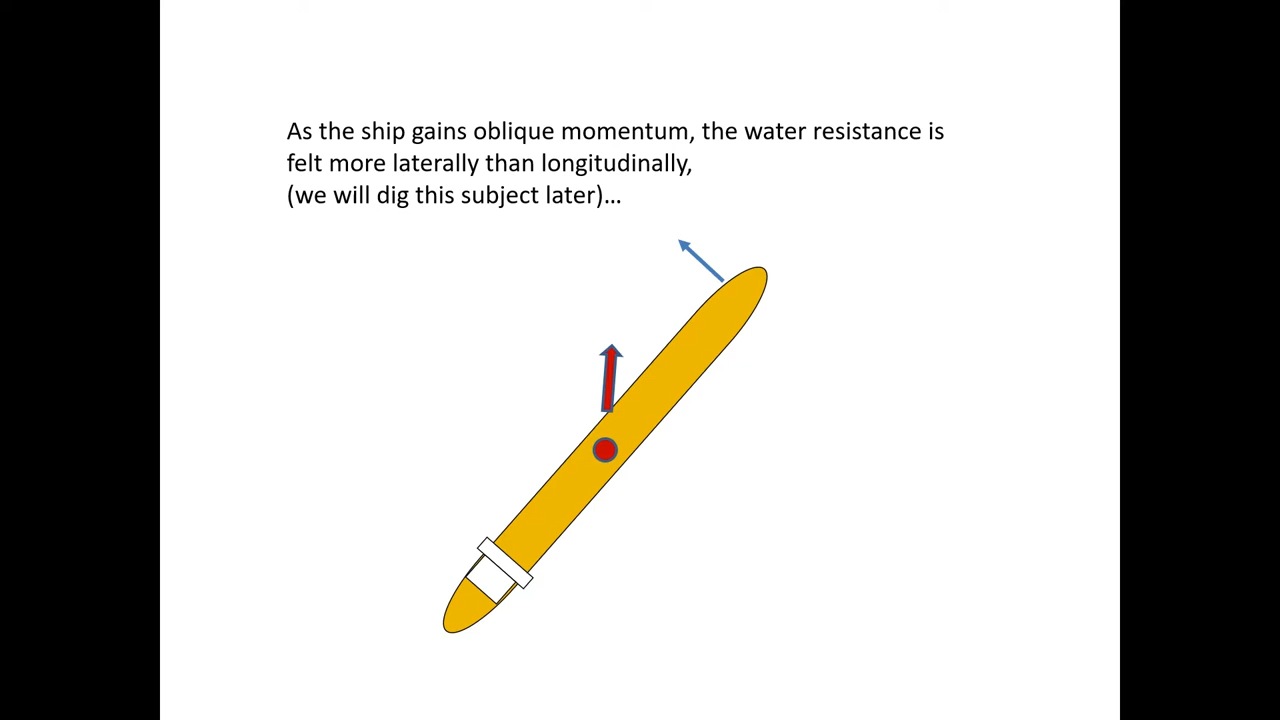 As the ship gains oblique momentum, the water resistance is
felt more laterally than longitudinally,
(we will dig this subject later)…